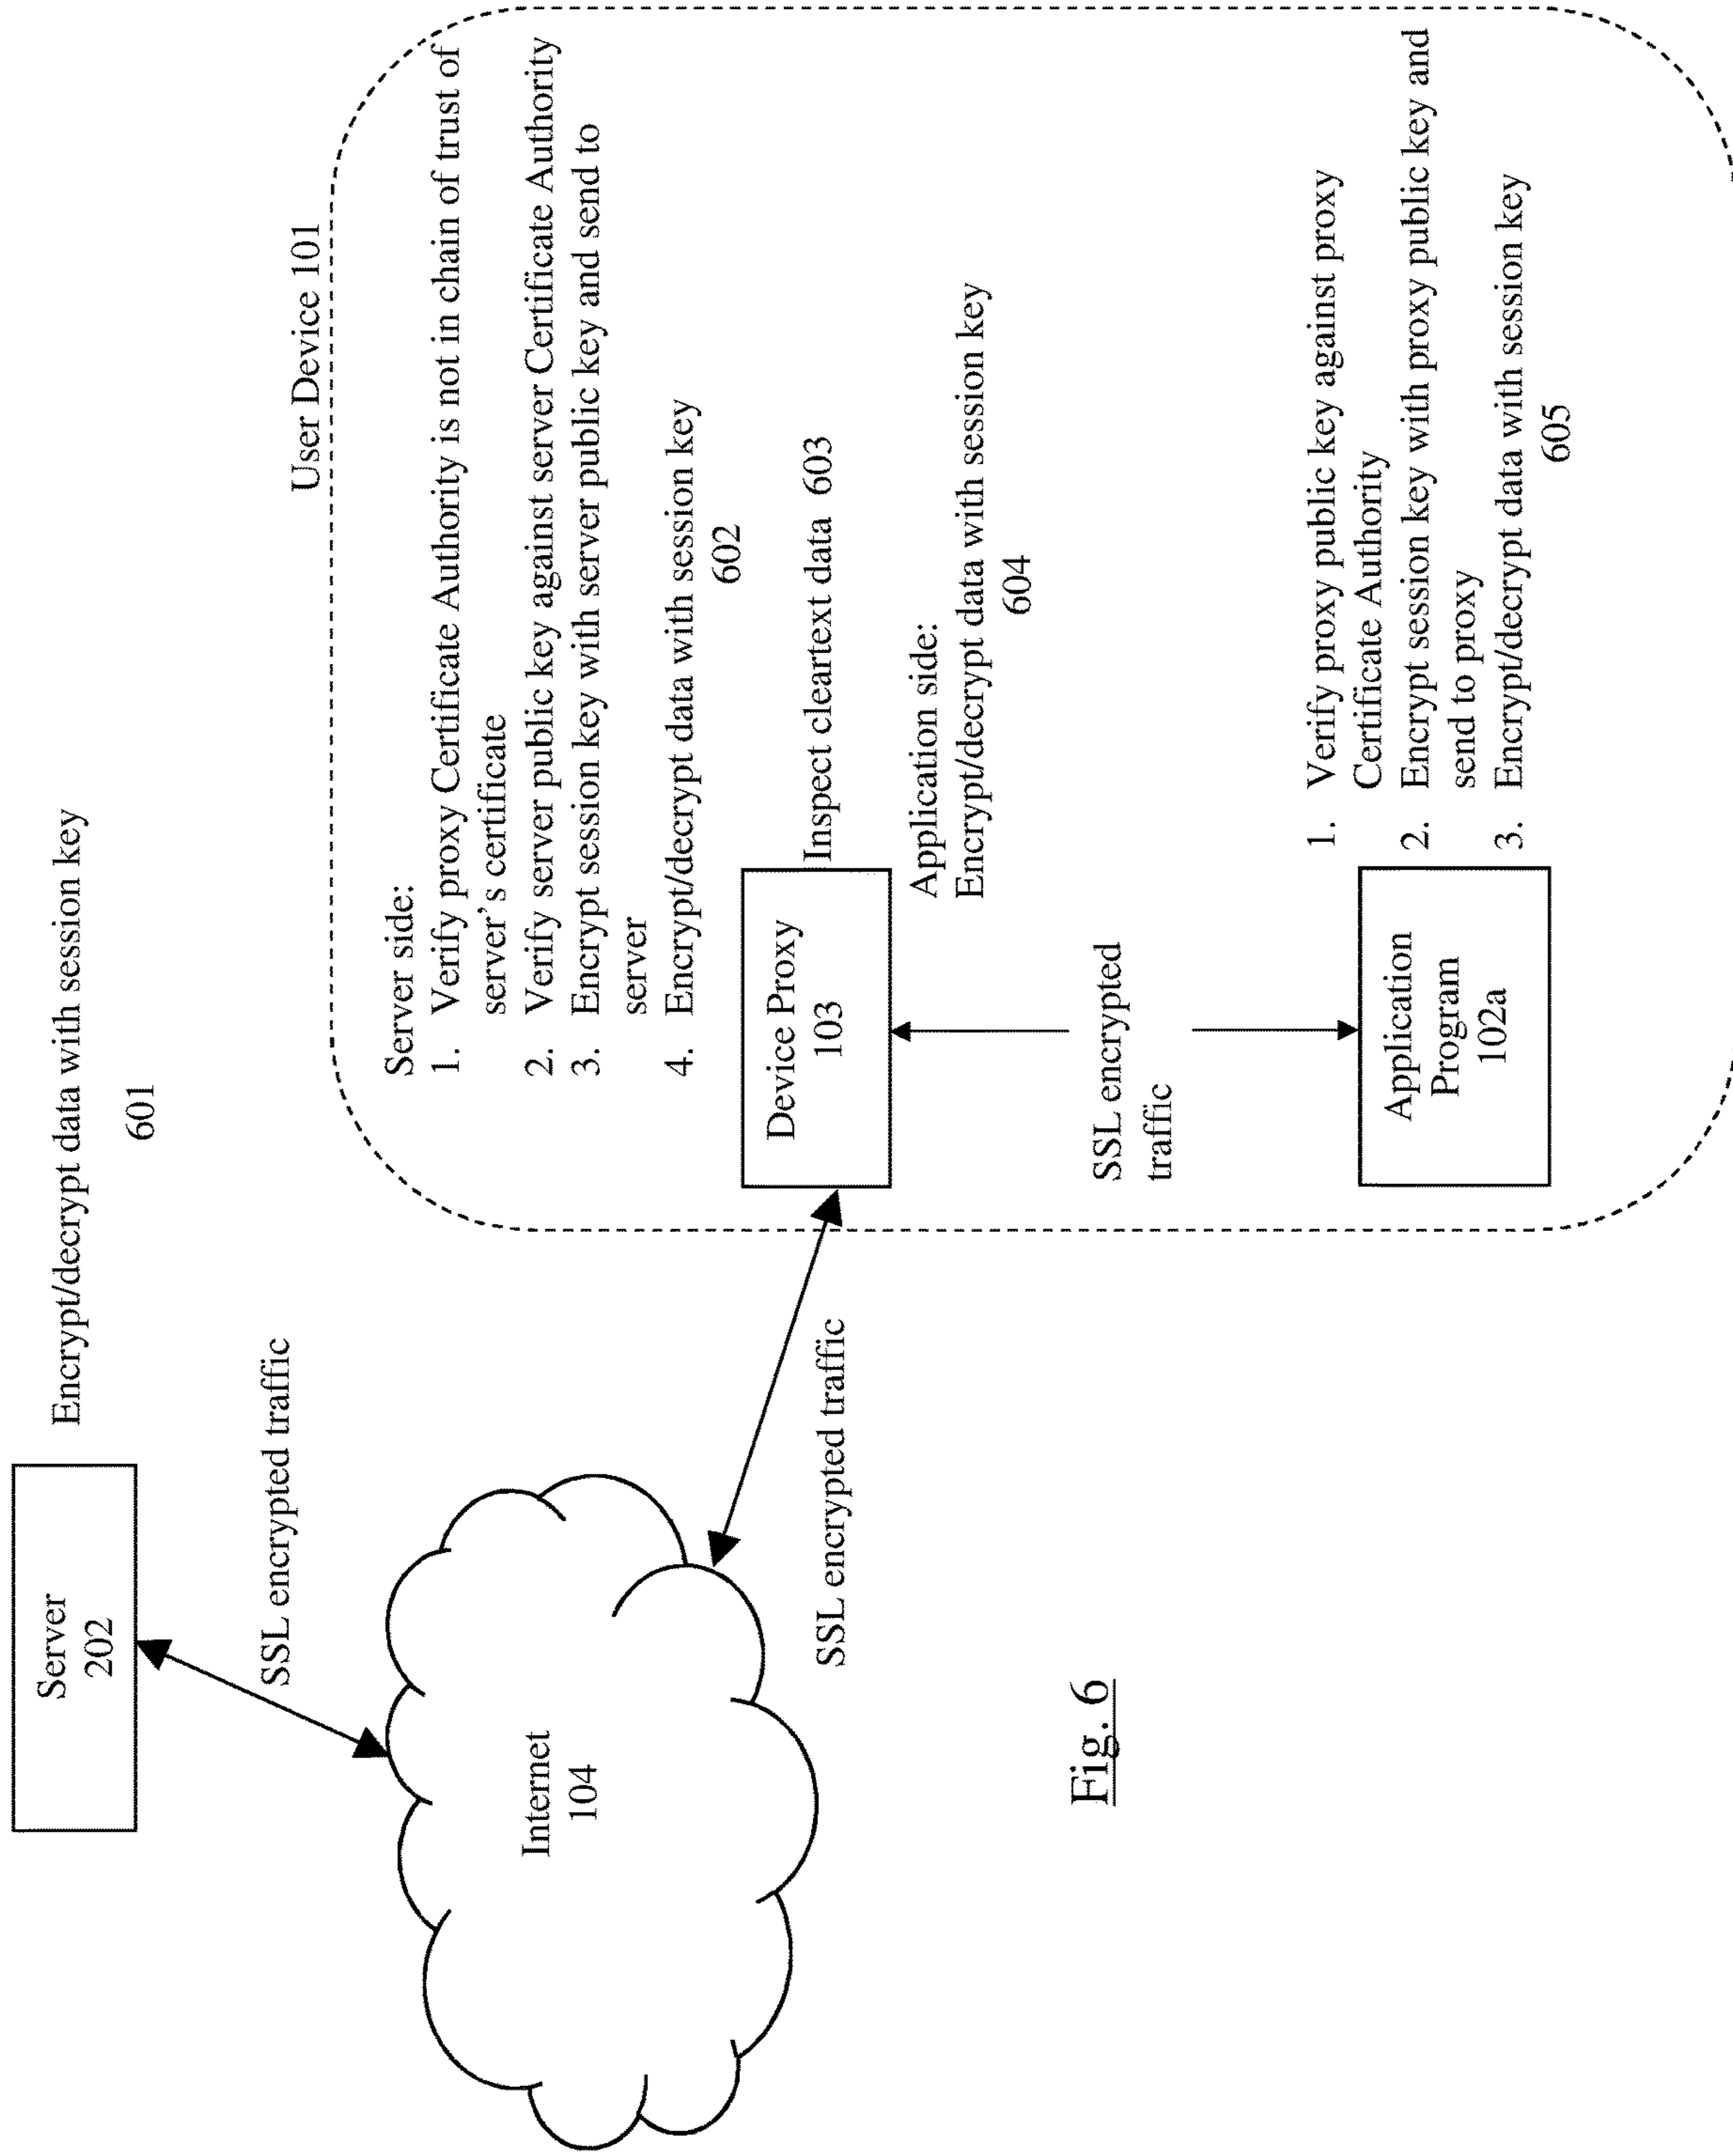 Server
202
Encrypt/decrypt data with session key
601
SSL encrypted traffic
User Device 101
Internet
104
SSL encrypted traffic
Server side:
1. Verify proxy Certificate Authority is not in chain of trust of
server's certificate
2. Verify server public key against server Certificate Authority
3. Encrypt session key with server public key and send to
server
4. Encrypt/decrypt data with session key
602
Device Proxy
103
Inspect cleartext data 603
Application side:
Encrypt/decrypt data with session key
604
SSL encrypted
traffic
Application
Program
102a
1. Verify proxy public key against proxy
Certificate Authority
2. Encrypt session key with proxy public key and
send to proxy
3. Encrypt/decrypt data with session key
605
Fig. 6